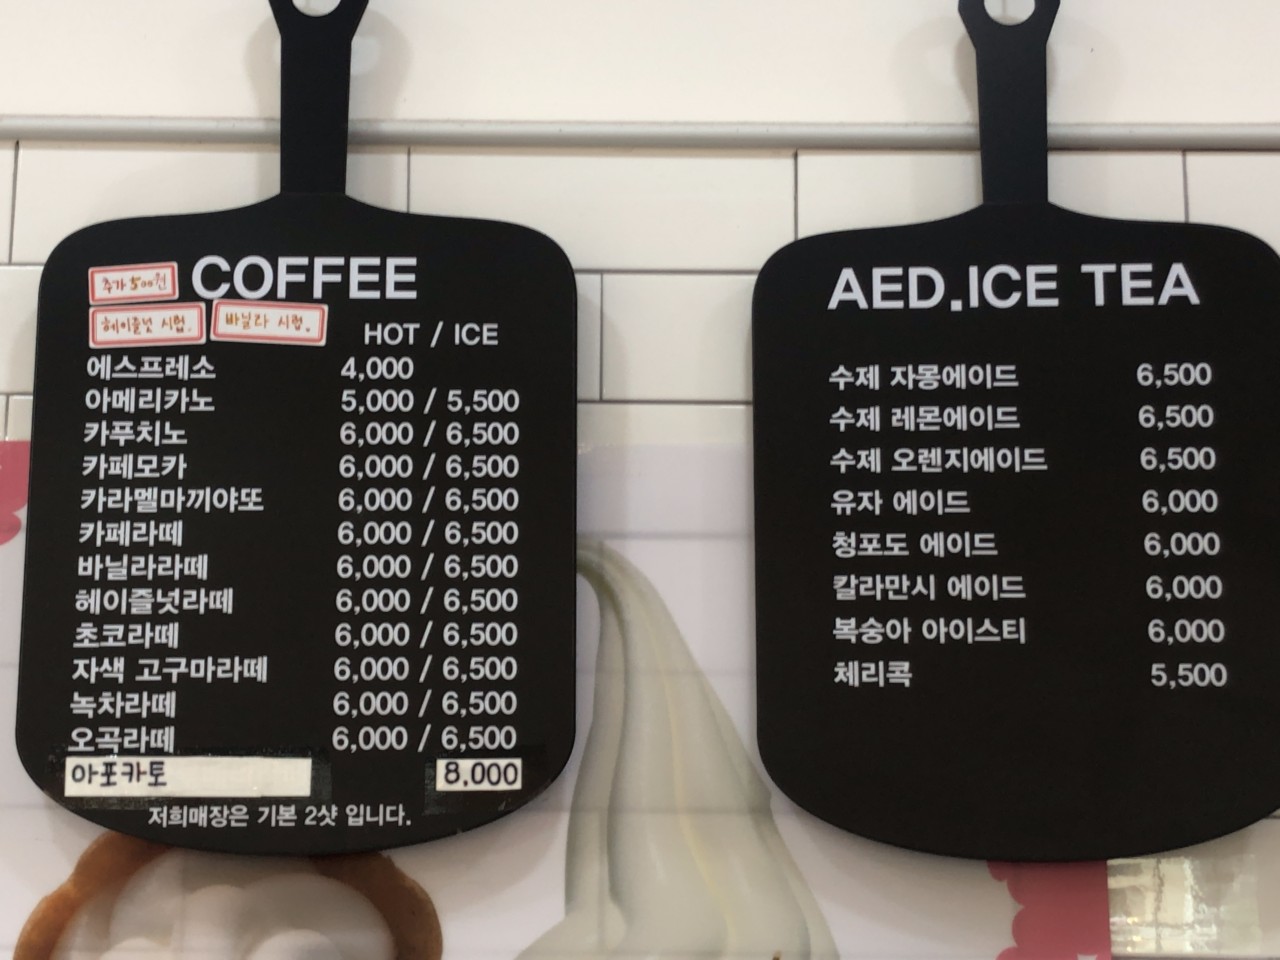 추가 500원
COFFEE
헤이즐넛 시럽.
바닐라 시럽.
HOT / ICE
에스프레소 4,000
아메리카노 5,000 / 5,500
카푸치노 6,000 / 6,500
카페모카 6,000 / 6,500
카라멜마끼야또 6,000 / 6,500
카페라떼 6,000 / 6,500
바닐라라떼 6,000 / 6,500
헤이즐넛라떼 6,000 / 6,500
초코라떼 6,000 / 6,500
자색 고구마라떼 6,000 / 6,500
녹차라떼 6,000 / 6,500
오곡라떼 6,000 / 6,500
아포카토 8,000
저희매장은 기본 2샷 입니다.
AED.ICE TEA
수제 자몽에이드 6,500
수제 레몬에이드 6,500
수제 오렌지에이드 6,500
유자 에이드 6,000
청포도 에이드 6,000
칼라만시 에이드 6,000
복숭아 아이스티 6,000
체리콕 5,500